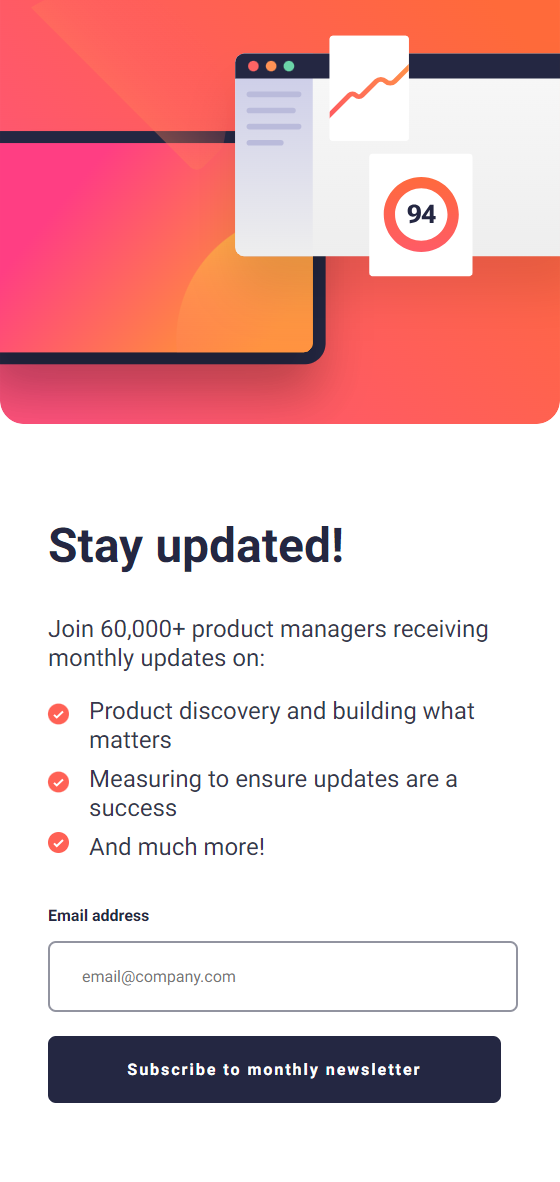 94
Stay updated!
Join 60,000+ product managers receiving
monthly updates on:
Product discovery and building what
matters
Measuring to ensure updates are a
success
And much more!
Email address
email@company.com
Subscribe to monthly newsletter